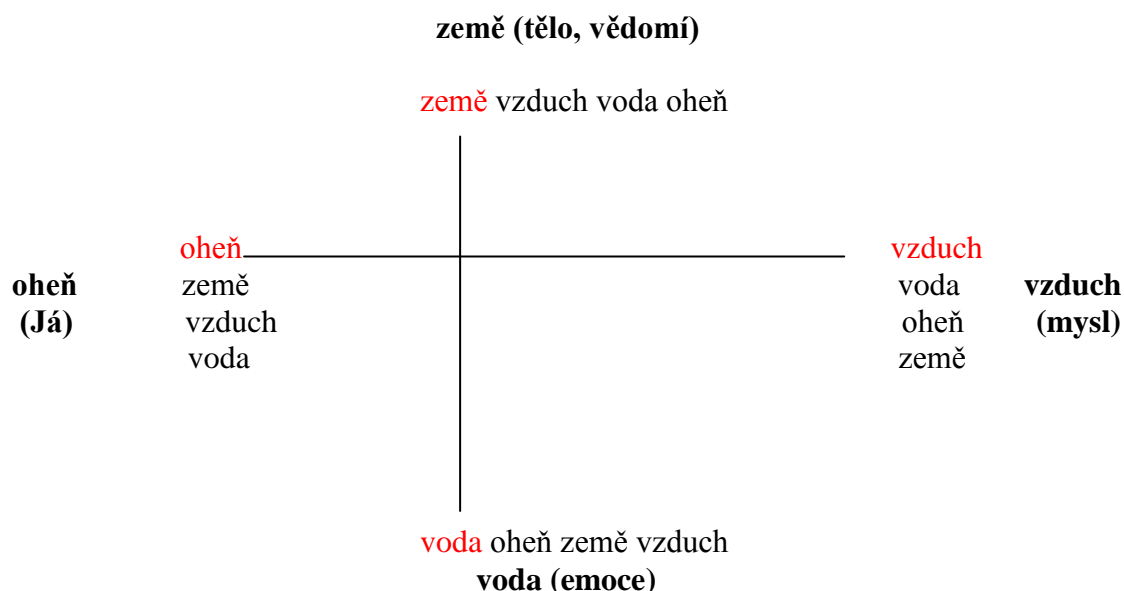 země (tělo, vědomí)
země vzduch voda oheň
oheň
země
vzduch
voda
oheň
(Já)
vzduch
voda
oheň
země
vzduch
(mysl)
voda oheň země vzduch
voda (emoce)